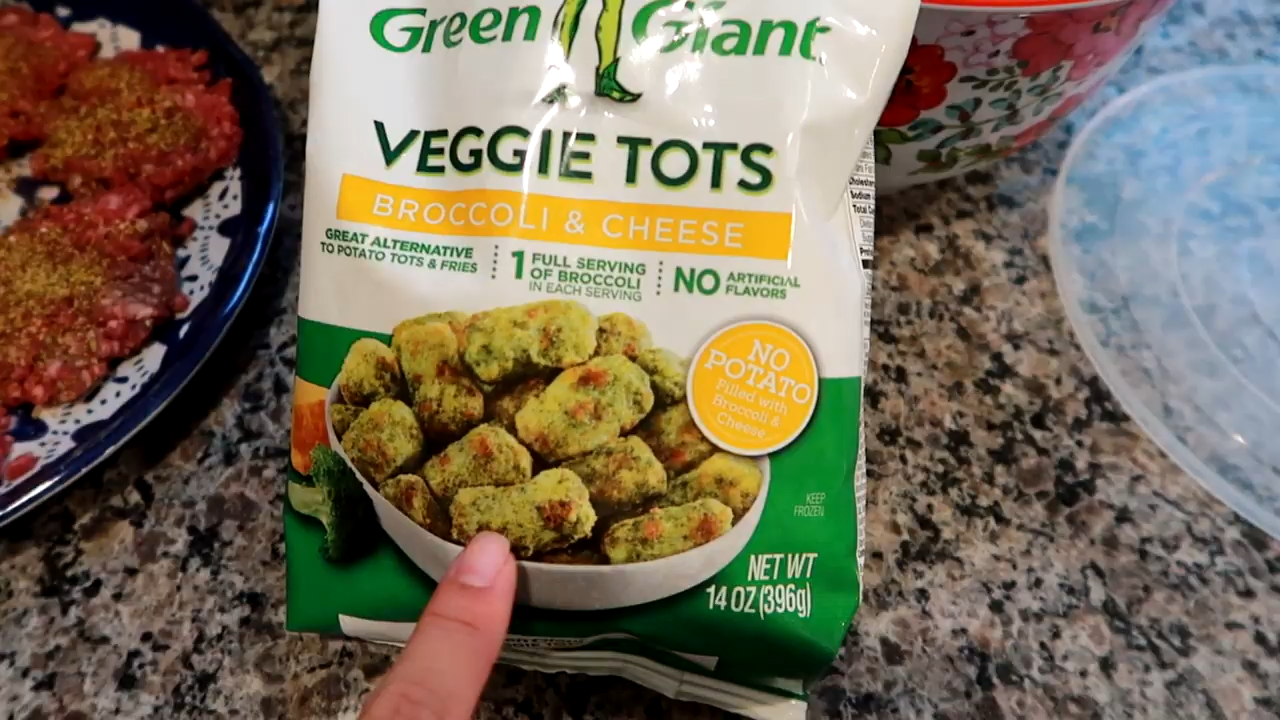 Green Giant
VEGGIE TOTS
BROCCOLI & CHEESE
GREAT ALTERNATIVE
TO POTATO TOTS & FRIES
1 FULL SERVING
OF BROCCOLI
IN EACH SERVING
NO ARTIFICIAL
FLAVORS
NO
POTATO
Filled with
Broccoli &
Cheese
KEEP
FROZEN
NET WT
14 OZ (396g)